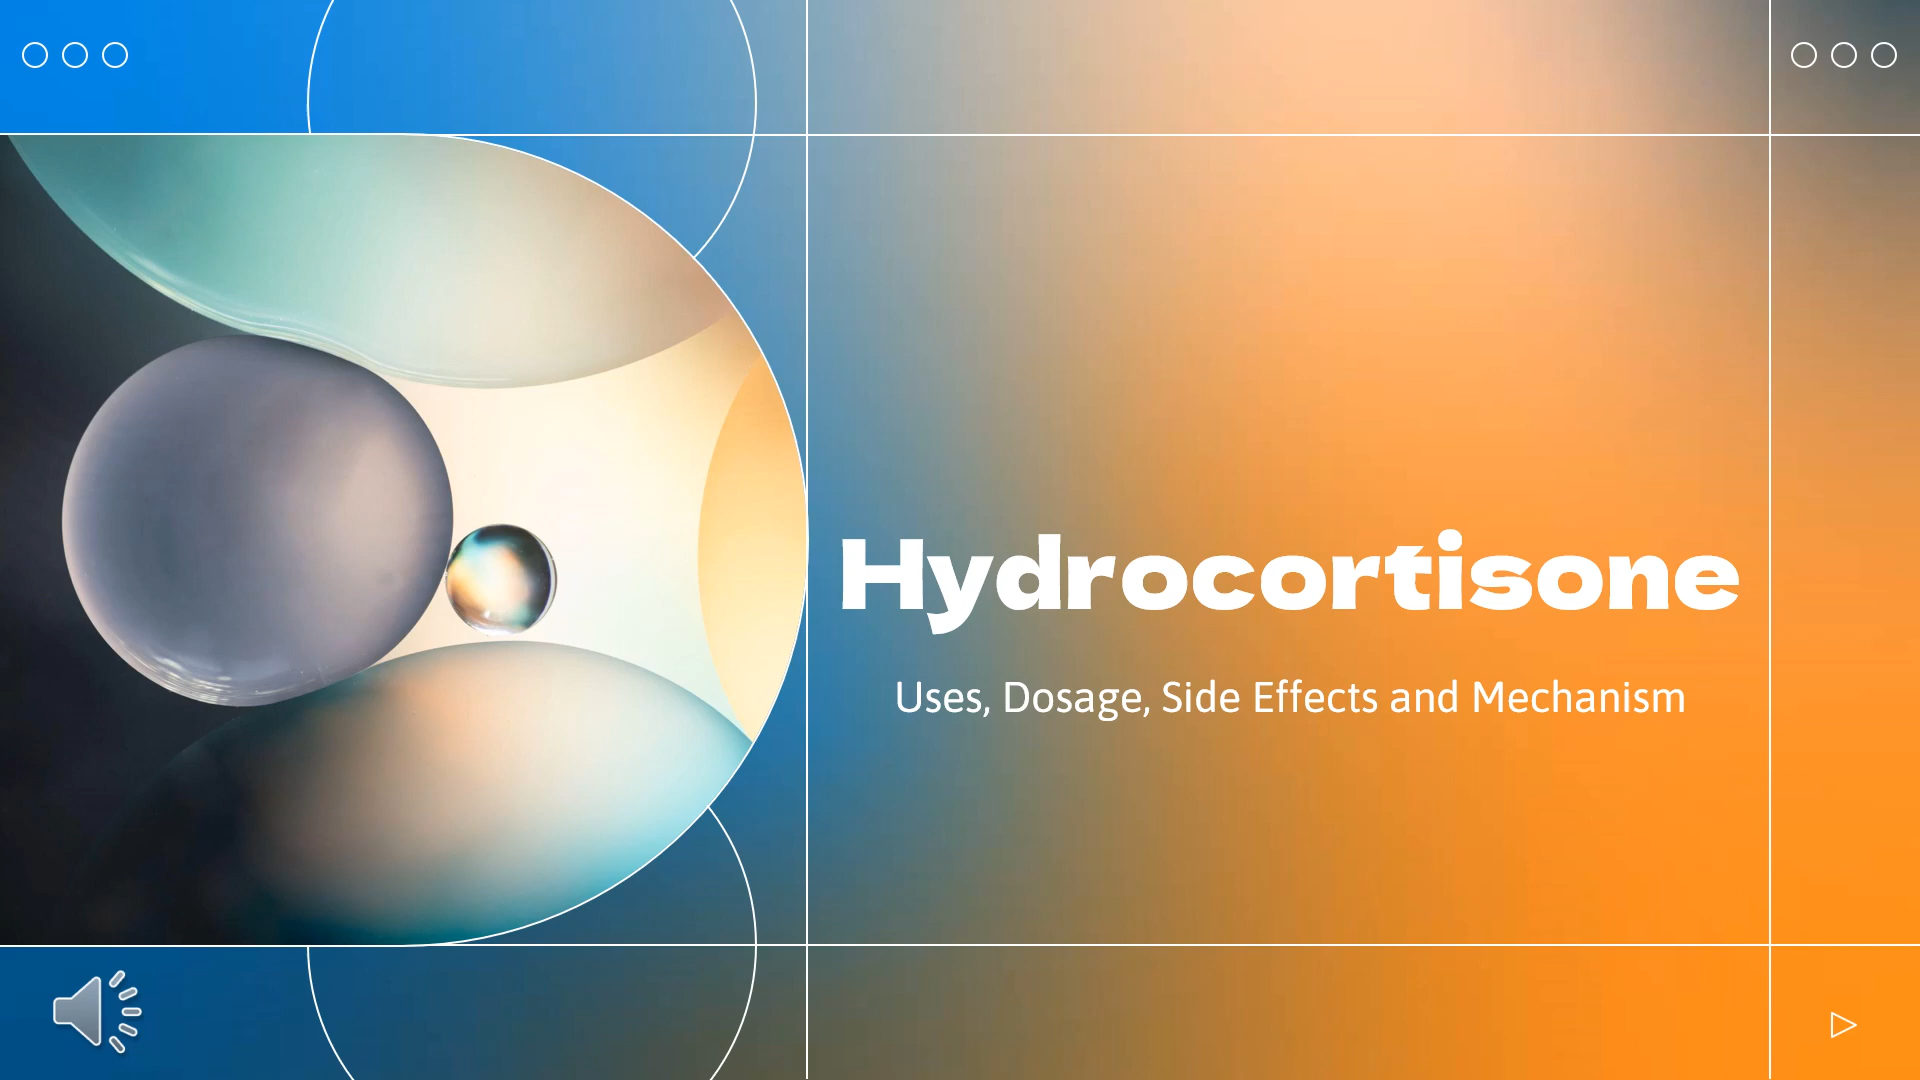 Hydrocortisone
Uses, Dosage, Side Effects and Mechanism